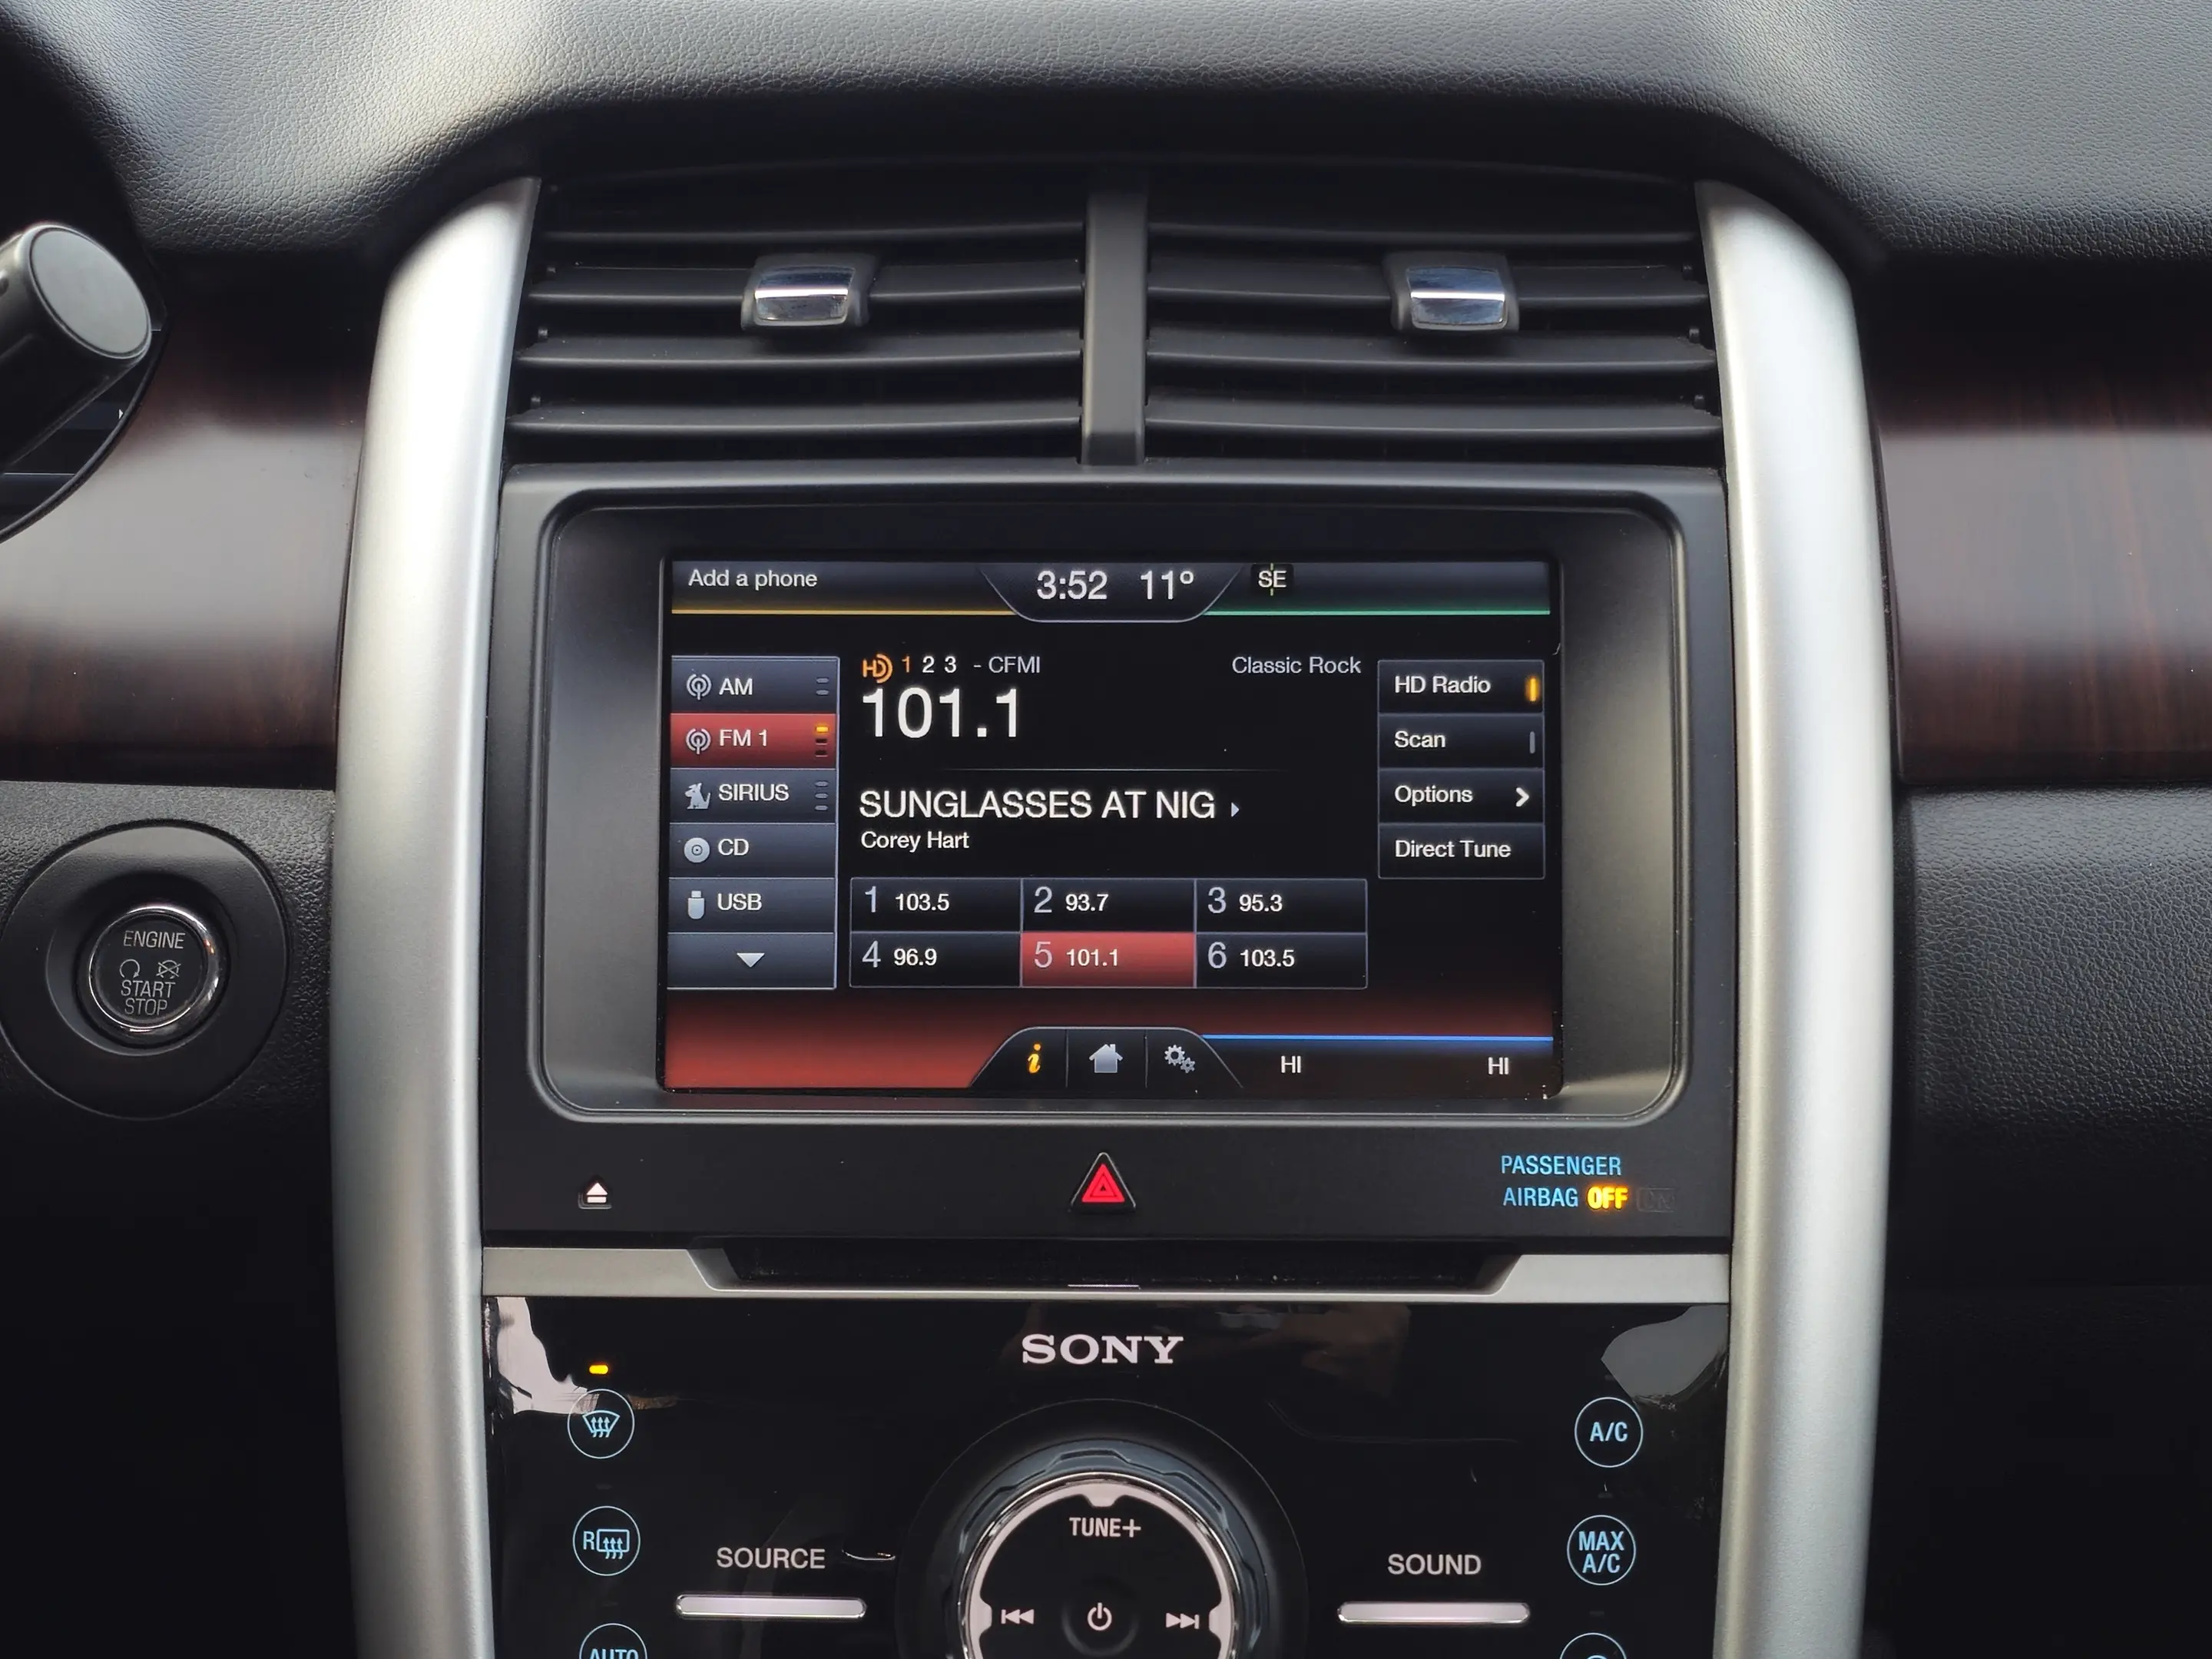 Add a phone
3:52 11° SE
AM
FM 1
SIRIUS
CD
USB
HD 1 2 3 - CFMI
Classic Rock
101.1
SUNGLASSES AT NIG
Corey Hart
1 103.5
2 93.7
3 95.3
4 96.9
5 101.1
6 103.5
HD Radio
Scan
Options
Direct Tune
i
HI
HI
ENGINE
START
STOP
PASSENGER
AIRBAG OFF
SONY
A/C
R
MAX
A/C
TUNE+
SOURCE
SOUND
AUTO